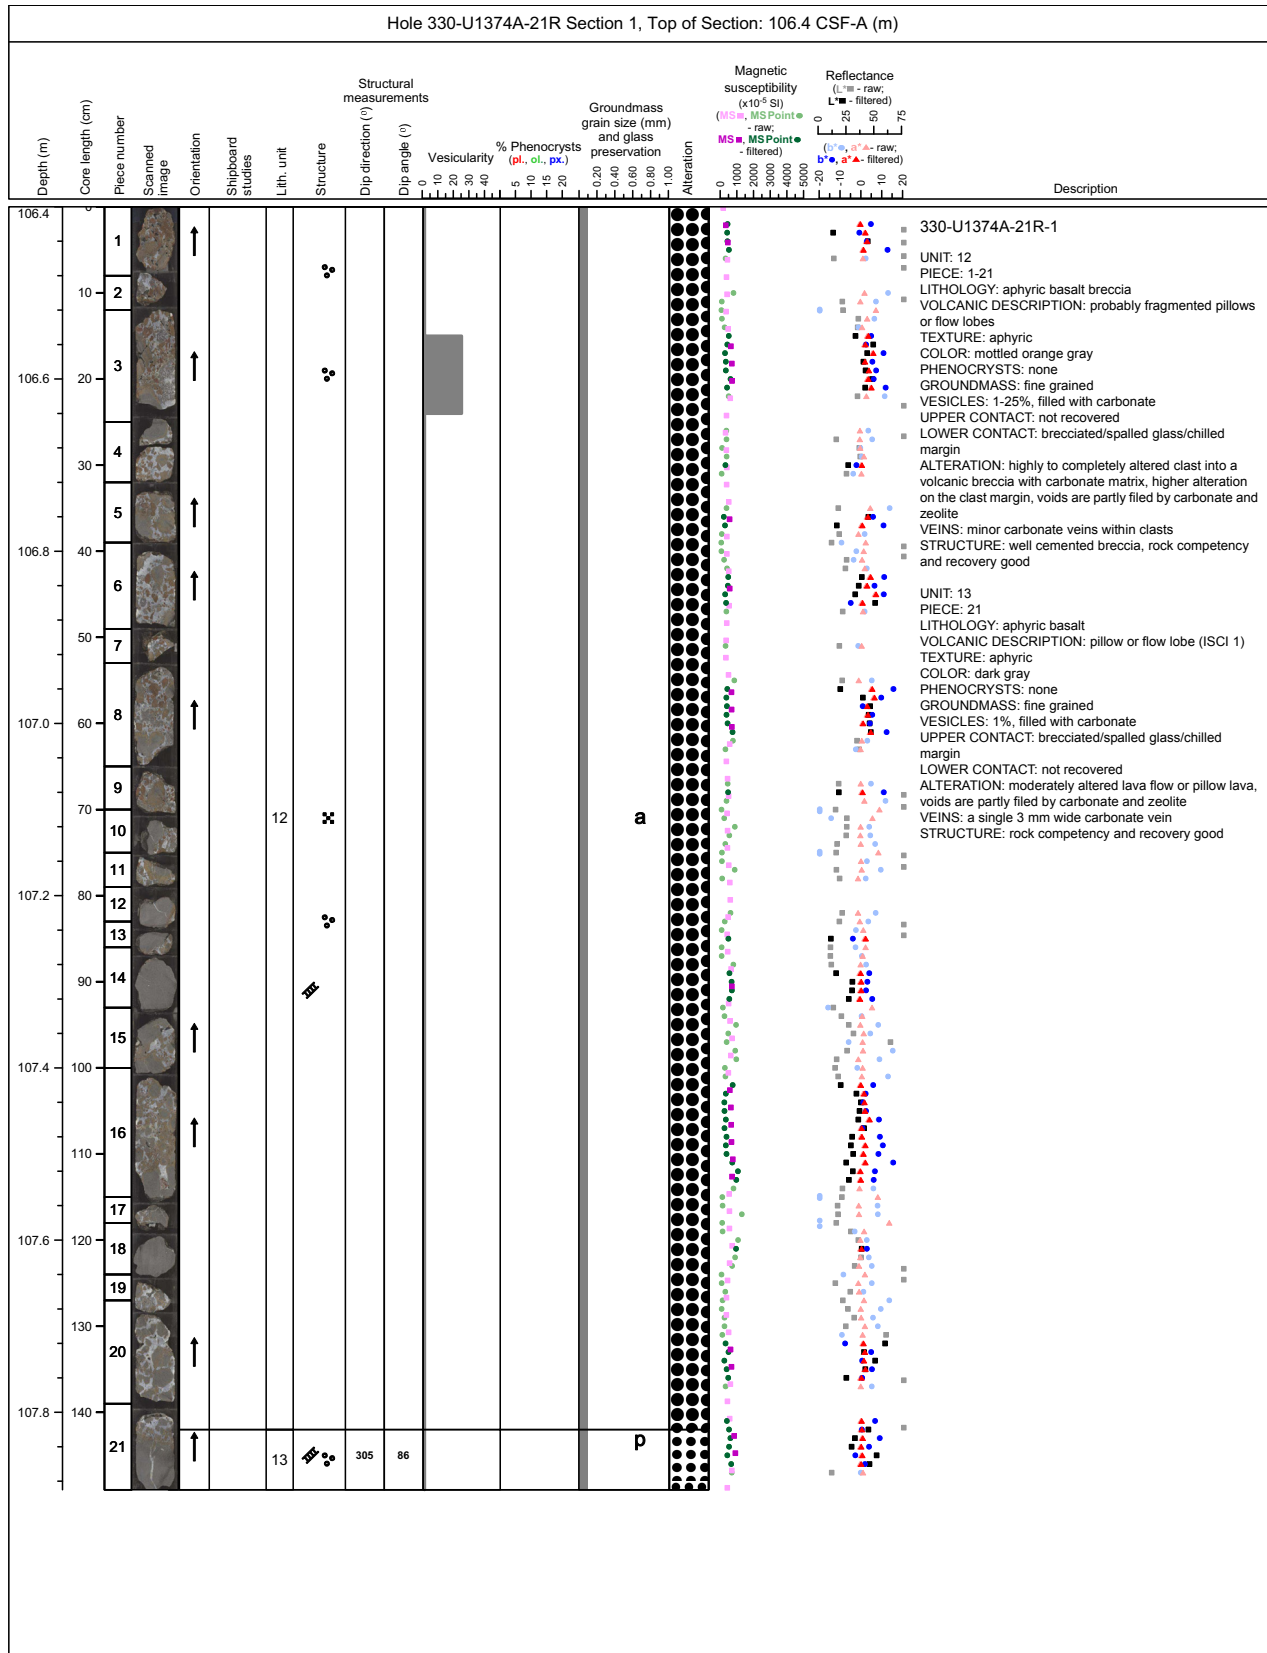 Hole 330-U1374A-21R Section 1, Top of Section: 106.4 CSF-A (m)
Depth (m)
Core length (cm)
Piece number
Scanned
image
Orientation
Shipboard
studies
Lith. unit
Structure
Structural
measurements
Dip direction (°)
Dip angle (°)
Vesicularity
0 10 20 30 40
% Phenocrysts
(pl., ol., px.)
5 10 15 20
Groundmass
grain size (mm)
and glass
preservation
0.20 0.40 0.60 0.80 1.00
Alteration
Magnetic
susceptibility
(x10-5 SI)
(MS■, MSPoint●
- raw;
MS■, MSPoint●
- filtered)
0 1000 2000 3000 4000 5000
Reflectance
(L*■ - raw;
L*■ - filtered)
0 25 50 75
(b*●, a*▲- raw;
b*●, a*▲- filtered)
-20 -10 0 10 20
Description
106.4
106.6
106.8
107.0
107.2
107.4
107.6
107.8
0
10
20
30
40
50
60
70
80
90
100
110
120
130
140
1
2
3
4
5
6
7
8
9
10
11
12
13
14
15
16
17
18
19
20
21
12
a
13
305
86
p
330-U1374A-21R-1
UNIT: 12
PIECE: 1-21
LITHOLOGY: aphyric basalt breccia
VOLCANIC DESCRIPTION: probably fragmented pillows
or flow lobes
TEXTURE: aphyric
COLOR: mottled orange gray
PHENOCRYSTS: none
GROUNDMASS: fine grained
VESICLES: 1-25%, filled with carbonate
UPPER CONTACT: not recovered
LOWER CONTACT: brecciated/spalled glass/chilled
margin
ALTERATION: highly to completely altered clast into a
volcanic breccia with carbonate matrix, higher alteration
on the clast margin, voids are partly filed by carbonate and
zeolite
VEINS: minor carbonate veins within clasts
STRUCTURE: well cemented breccia, rock competency
and recovery good
UNIT: 13
PIECE: 21
LITHOLOGY: aphyric basalt
VOLCANIC DESCRIPTION: pillow or flow lobe (ISCI 1)
TEXTURE: aphyric
COLOR: dark gray
PHENOCRYSTS: none
GROUNDMASS: fine grained
VESICLES: 1%, filled with carbonate
UPPER CONTACT: brecciated/spalled glass/chilled
margin
LOWER CONTACT: not recovered
ALTERATION: moderately altered lava flow or pillow lava,
voids are partly filed by carbonate and zeolite
VEINS: a single 3 mm wide carbonate vein
STRUCTURE: rock competency and recovery good